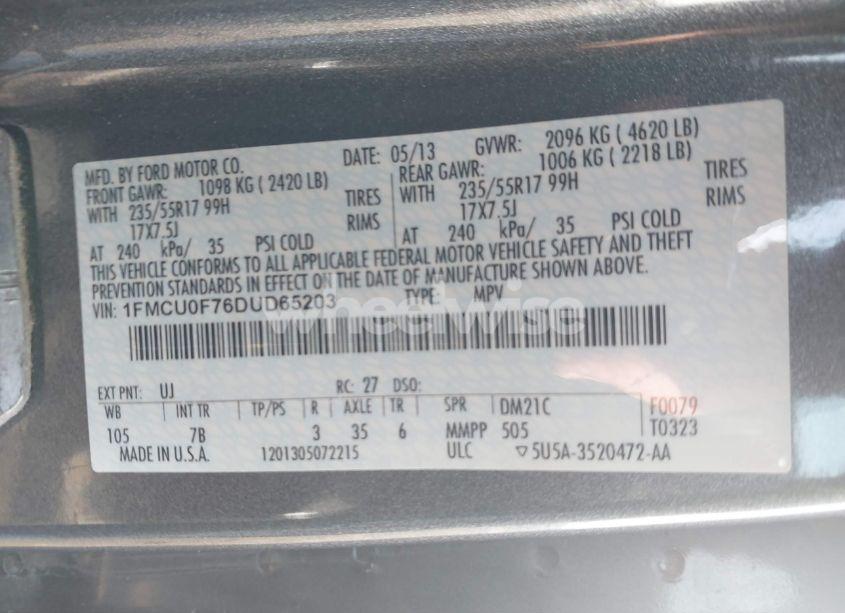 MFD. BY FORD MOTOR CO. DATE: 05/13 GVWR: 2096 KG ( 4620 LB)
FRONT GAWR: 1098 KG ( 2420 LB) REAR GAWR: 1006 KG ( 2218 LB)
WITH 235/55R17 99H TIRES WITH 235/55R17 99H TIRES
17X7.5J RIMS 17X7.5J RIMS
AT 240 kPa/ 35 PSI COLD AT 240 kPa/ 35 PSI COLD
THIS VEHICLE CONFORMS TO ALL APPLICABLE FEDERAL MOTOR VEHICLE SAFETY AND THEFT
PREVENTION STANDARDS IN EFFECT ON THE DATE OF MANUFACTURE SHOWN ABOVE.
VIN: 1FMCU0F76DUD65203 TYPE: MPV
wheelwise
EXT PNT: UJ RC: 27 DSO:
WB INT TR TP/PS R AXLE TR SPR DM21C F0079
105 7B 3 35 6 MMPP 505 T0323
MADE IN U.S.A. 1201305072215 ULC ▽5U5A-3520472-AA